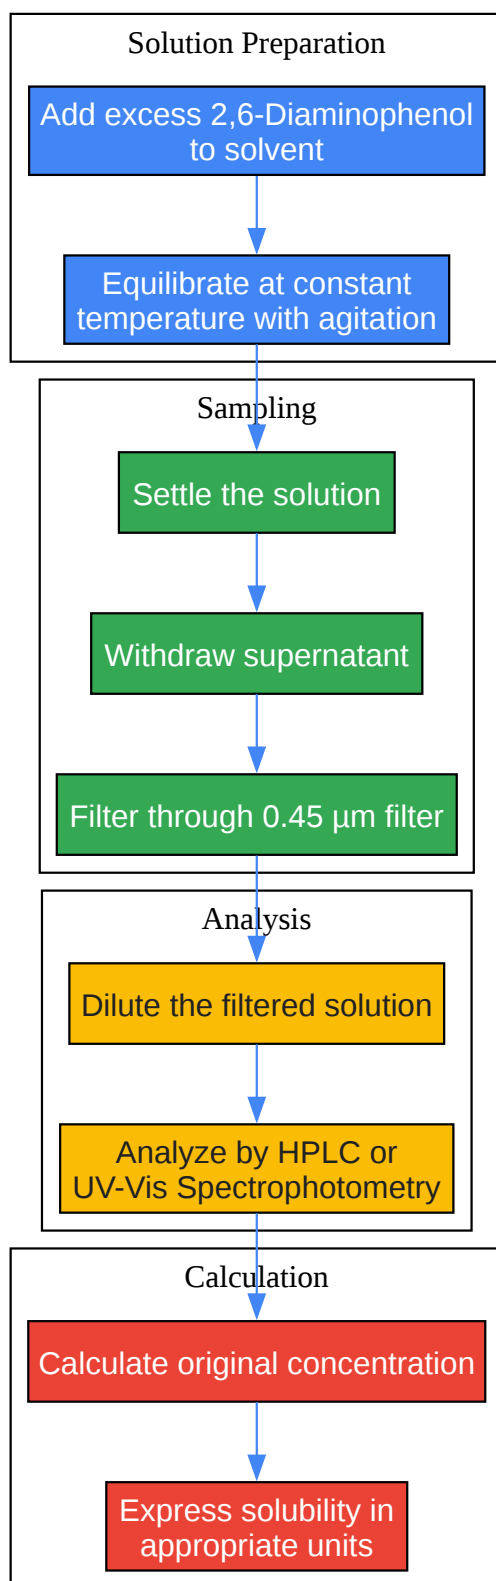 Solution Preparation
Add excess 2,6-Diaminophenol
to solvent
Equilibrate at constant
temperature with agitation
Sampling
Settle the solution
Withdraw supernatant
Filter through 0.45 µm filter
Analysis
Dilute the filtered solution
Analyze by HPLC or
UV-Vis Spectrophotometry
Calculation
Calculate original concentration
Express solubility in
appropriate units